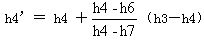 h4′ = h4 + (h4 - h6)/(h4 - h7) (h3−h4)